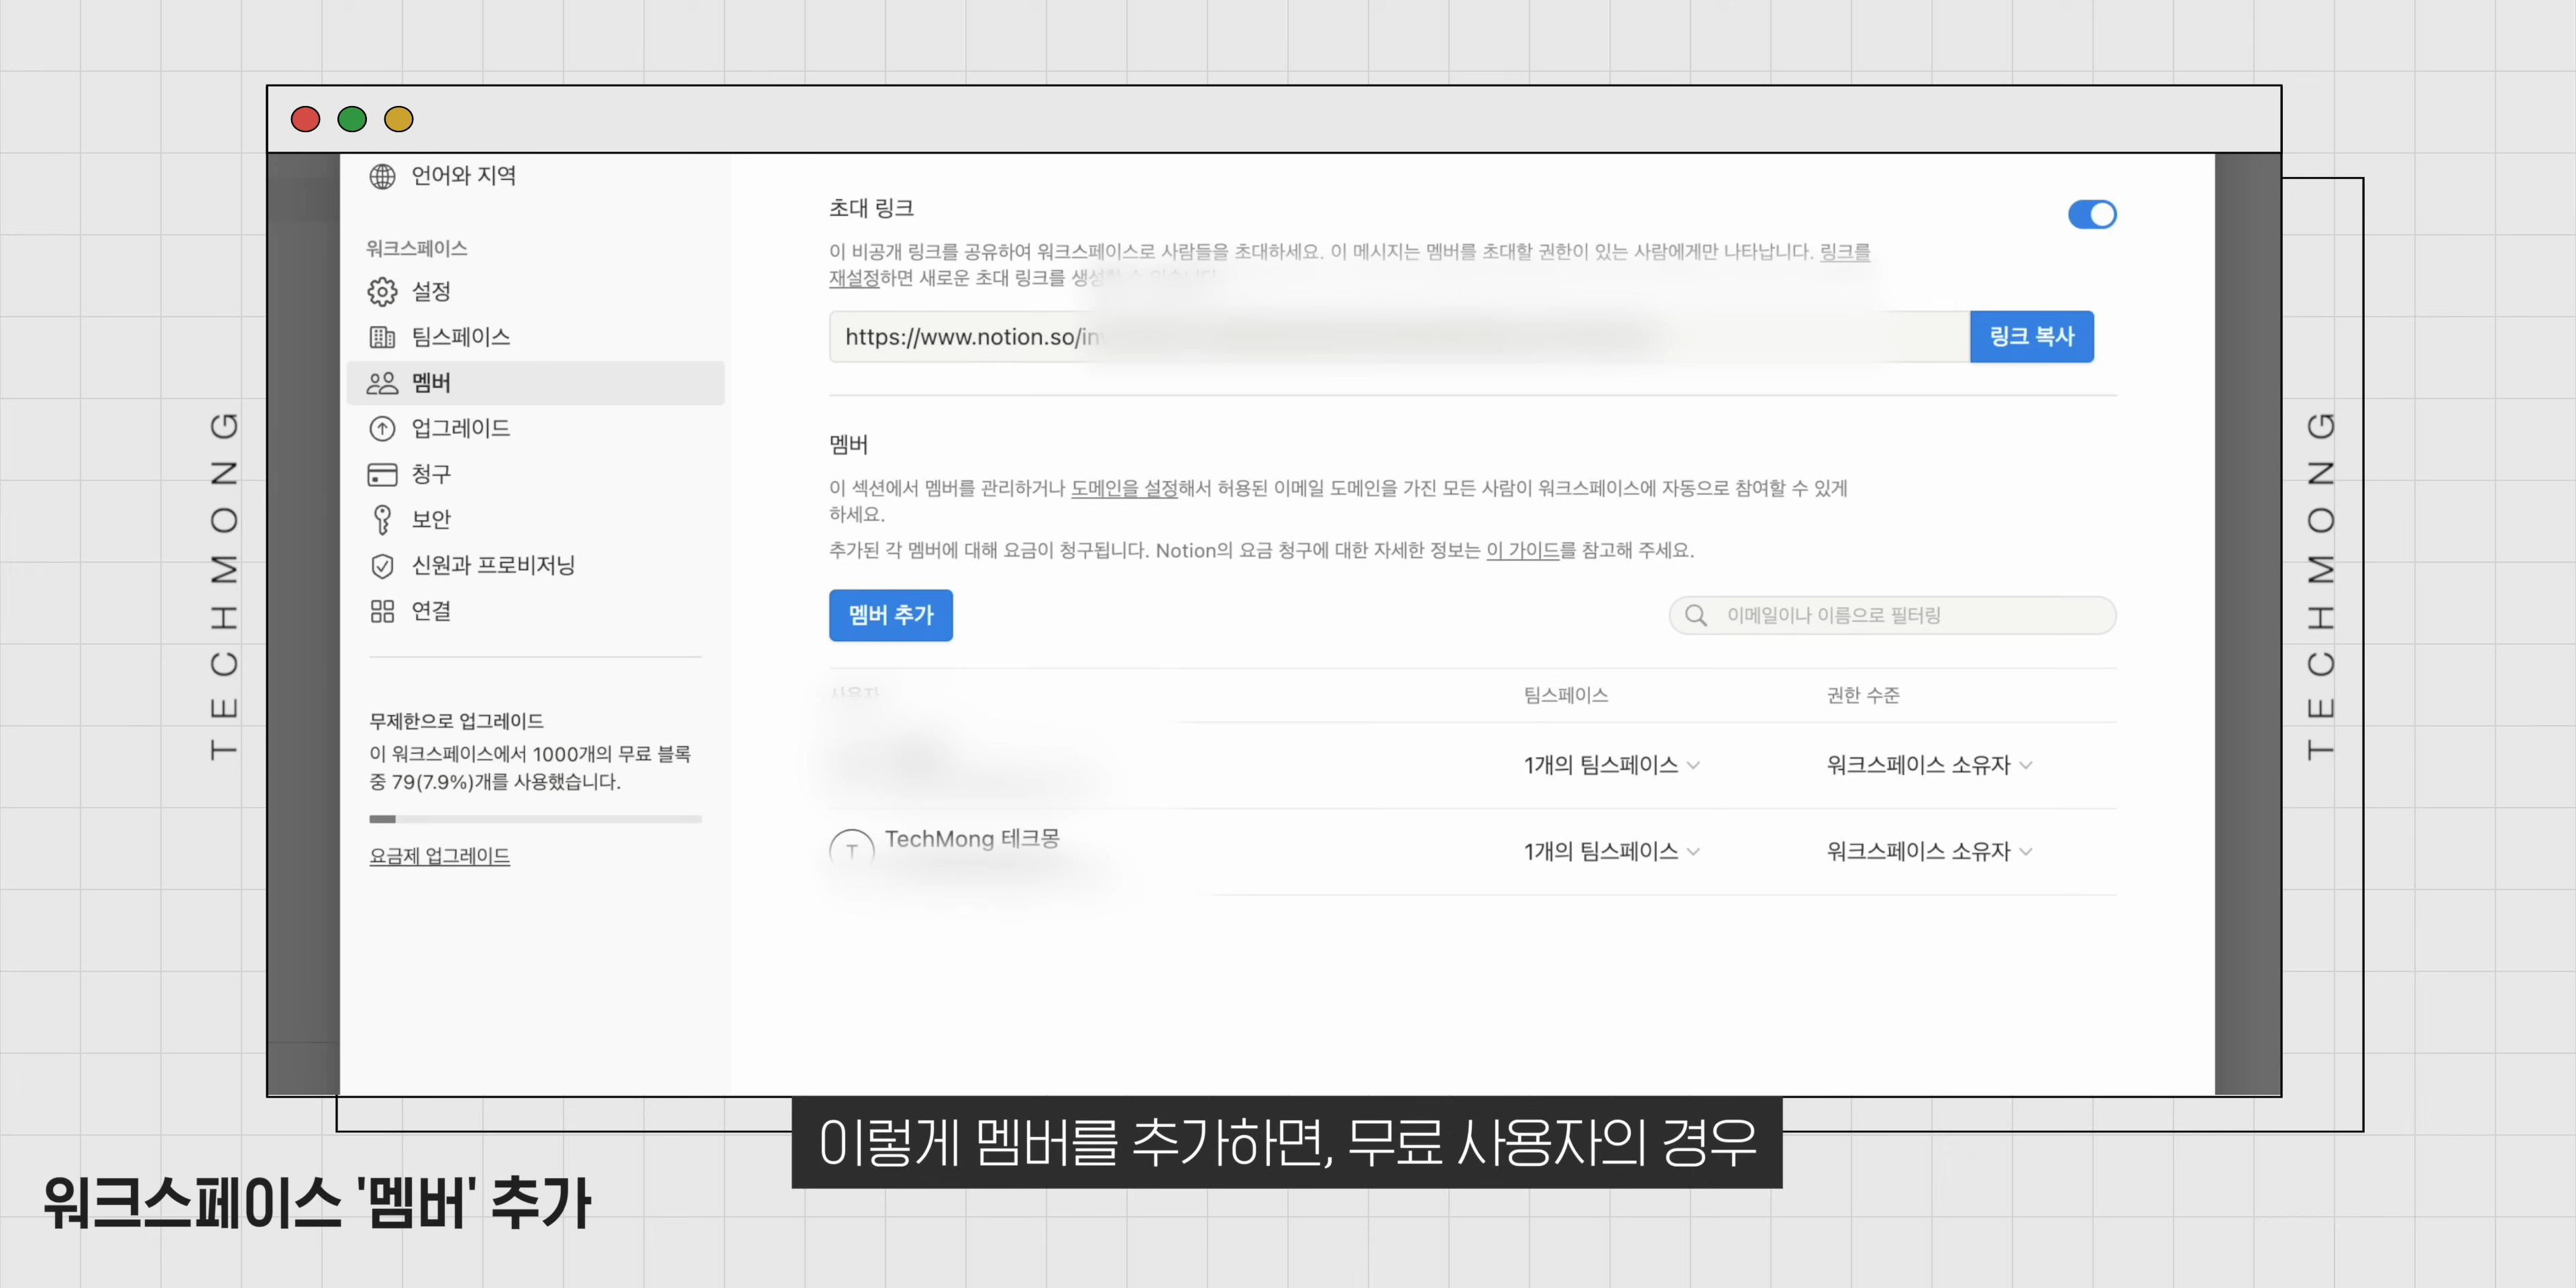 언어와 지역
워크스페이스
설정
팀스페이스
멤버
업그레이드
청구
보안
신원과 프로비저닝
연결
무제한으로 업그레이드
이 워크스페이스에서 1000개의 무료 블록
중 79(7.9%)개를 사용했습니다.
요금제 업그레이드
초대 링크
이 비공개 링크를 공유하여 워크스페이스로 사람들을 초대하세요. 이 메시지는 멤버를 초대할 권한이 있는 사람에게만 나타납니다. 링크를
재설정하면 새로운 초대 링크를 생성할 수 있습니다.
https://www.notion.so/inv
링크 복사
멤버
이 섹션에서 멤버를 관리하거나 도메인을 설정해서 허용된 이메일 도메인을 가진 모든 사람이 워크스페이스에 자동으로 참여할 수 있게
하세요.
추가된 각 멤버에 대해 요금이 청구됩니다. Notion의 요금 청구에 대한 자세한 정보는 이 가이드를 참고해 주세요.
멤버 추가
이메일이나 이름으로 필터링
사용자 팀스페이스 권한 수준
1개의 팀스페이스 워크스페이스 소유자
T TechMong 테크몽 1개의 팀스페이스 워크스페이스 소유자
TECHMONG
TECHMONG
이렇게 멤버를 추가하면, 무료 사용자의 경우
워크스페이스 '멤버' 추가